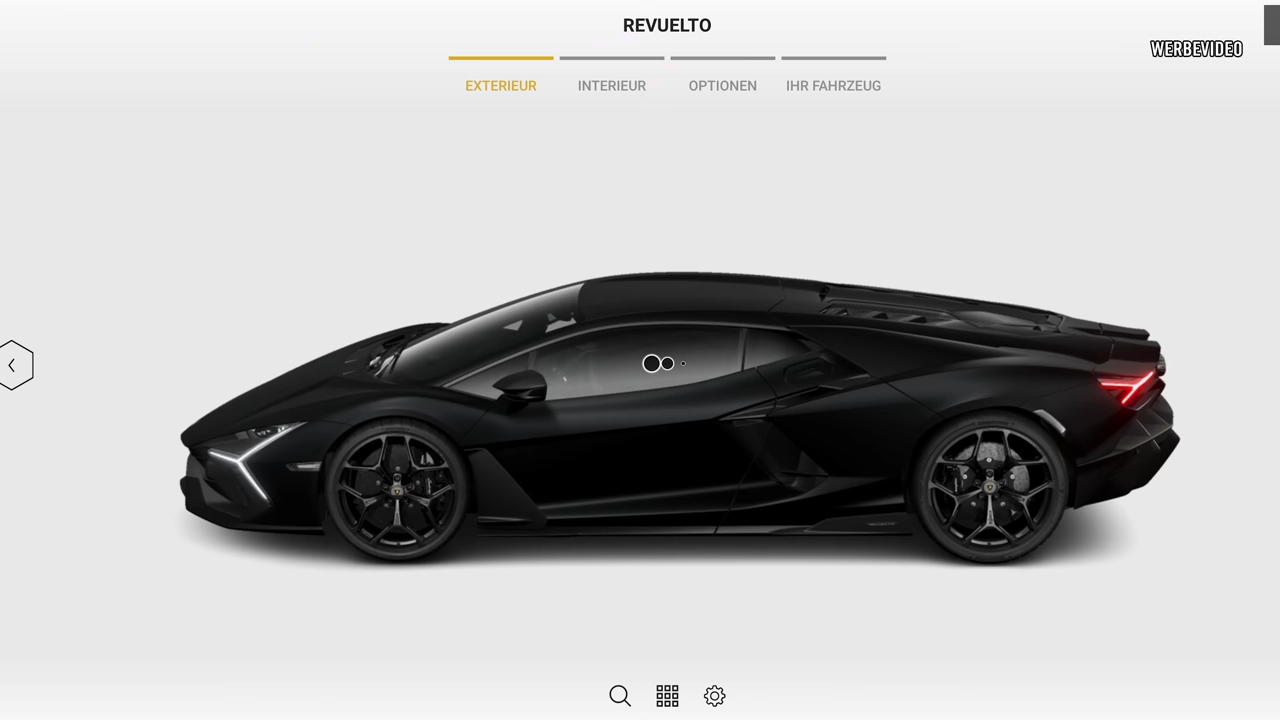 REVUELTO
WERBEVIDEO
EXTERIEUR
INTERIEUR
OPTIONEN
IHR FAHRZEUG